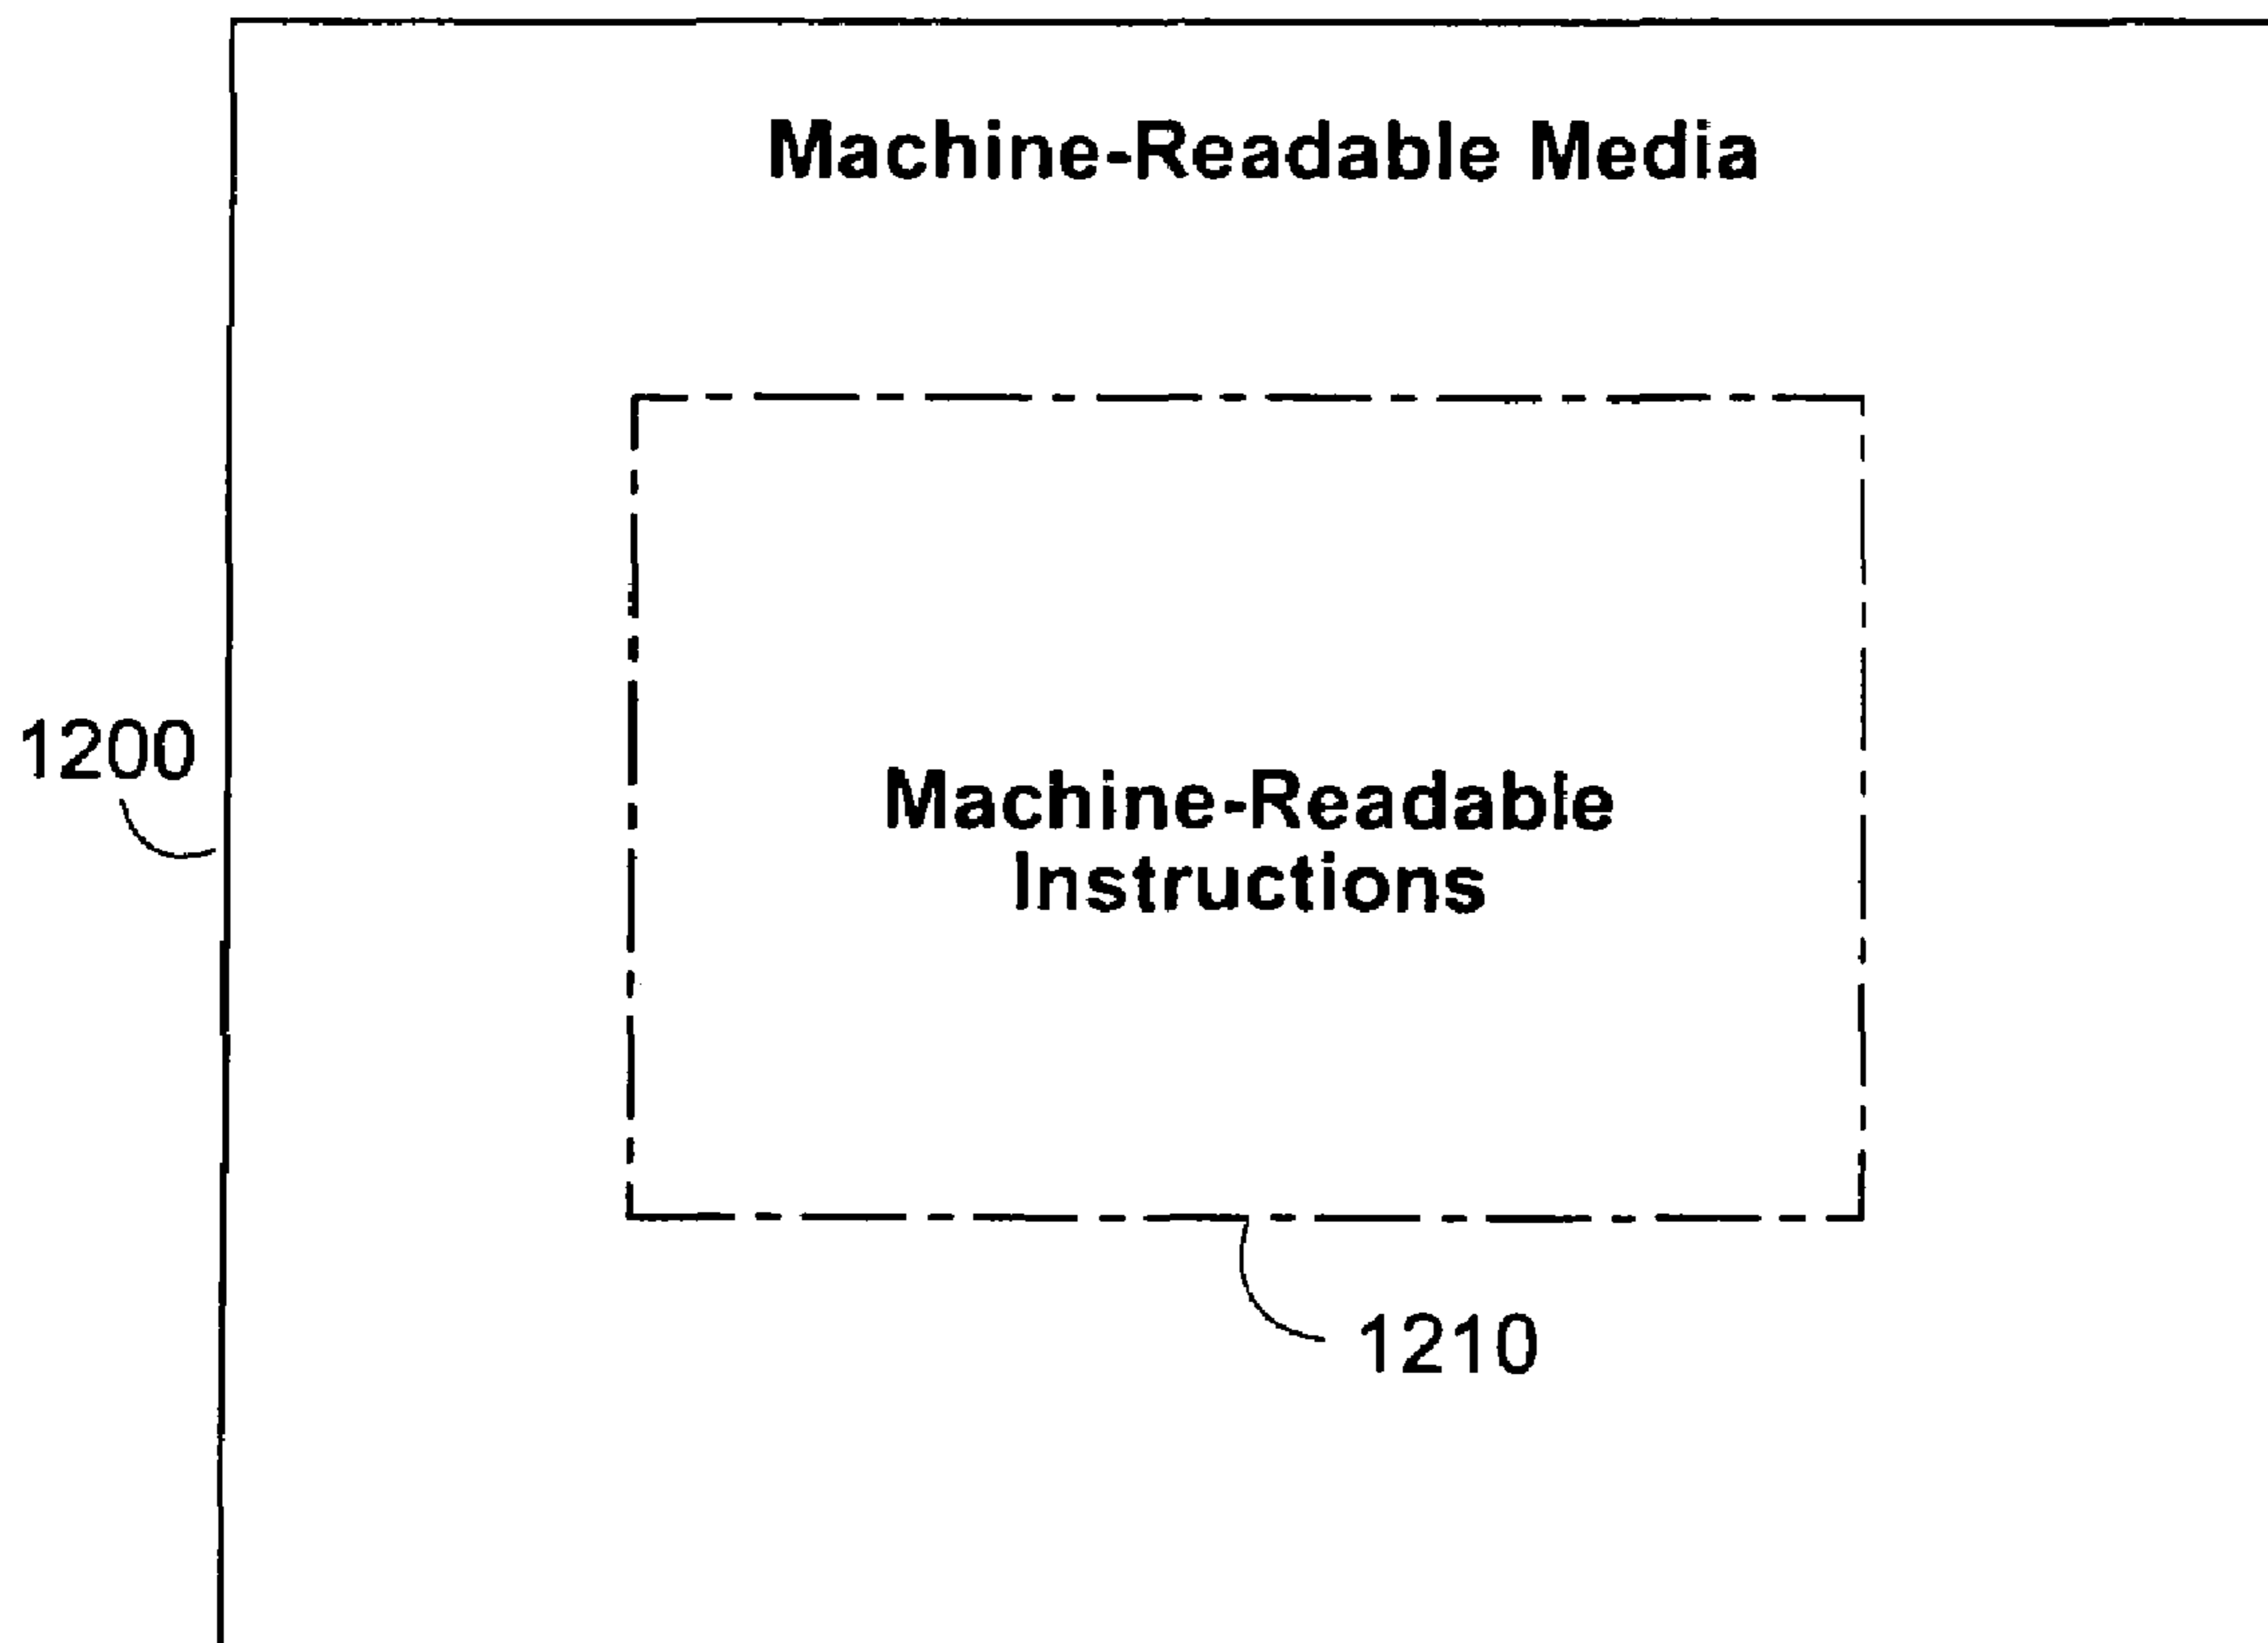 Machine-Readable Media
1200
Machine-Readable
Instructions
1210